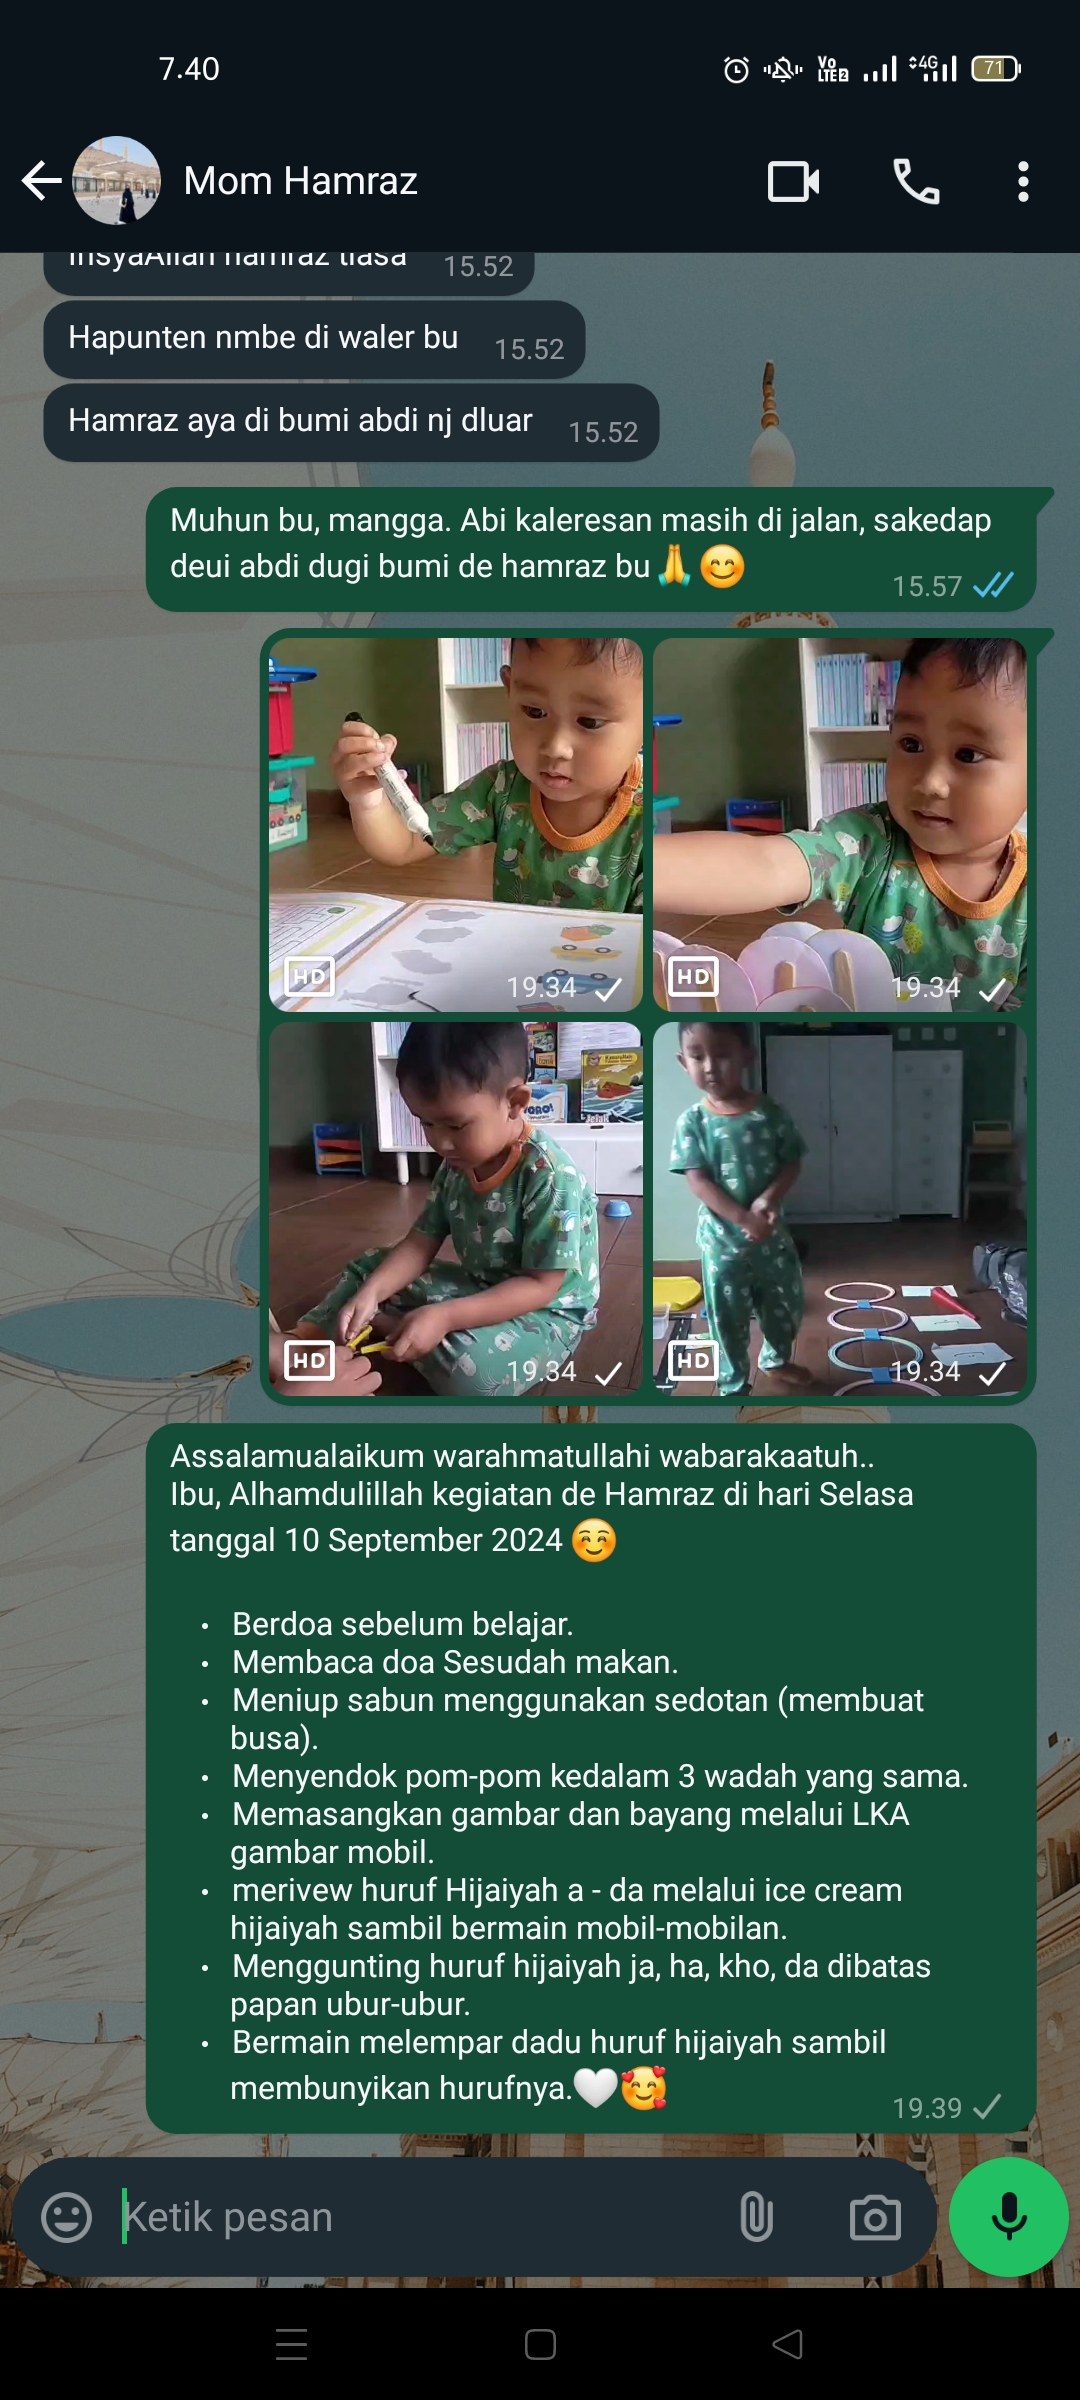 7.40
Vo
LTE2
4G
71
Mom Hamraz
InsyaAllah hamraz tiasa 15.52
Hapunten nmbe di waler bu 15.52
Hamraz aya di bumi abdi nj dluar 15.52
Muhun bu, mangga. Abi kaleresan masih di jalan, sakedap
deui abdi dugi bumi de hamraz bu🙏😊
15.57
HD 19.34
HD 19.34
HD 19.34
HD 19.34
Assalamualaikum warahmatullahi wabarakaatuh..
Ibu, Alhamdulillah kegiatan de Hamraz di hari Selasa
tanggal 10 September 2024 ☺️
• Berdoa sebelum belajar.
• Membaca doa Sesudah makan.
• Meniup sabun menggunakan sedotan (membuat
busa).
• Menyendok pom-pom kedalam 3 wadah yang sama.
• Memasangkan gambar dan bayang melalui LKA
gambar mobil.
• merivew huruf Hijaiyah a - da melalui ice cream
hijaiyah sambil bermain mobil-mobilan.
• Menggunting huruf hijaiyah ja, ha, kho, da dibatas
papan ubur-ubur.
• Bermain melempar dadu huruf hijaiyah sambil
membunyikan hurufnya.🤍🥰
19.39
Ketik pesan